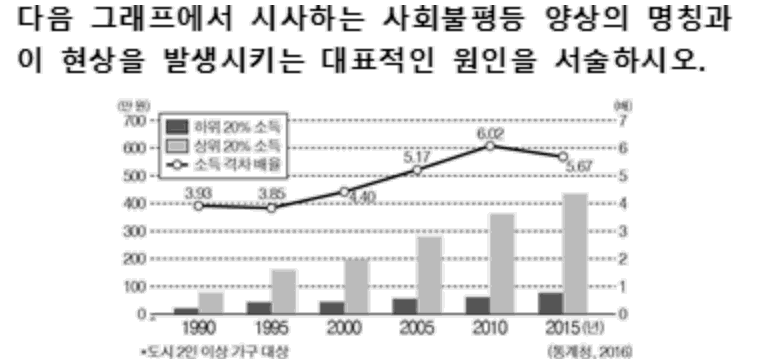 다음 그래프에서 시사하는 사회불평등 양상의 명칭과
이 현상을 발생시키는 대표적인 원인을 서술하시오.
(만 원)
(배)
700
600
500
400
300
200
100
0
하위 20% 소득
상위 20% 소득
소득 격차 배율
3.93
3.85
4.40
5.17
6.02
5.67
7
6
5
4
3
2
1
0
1990 1995 2000 2005 2010 2015(년)
*도시 2인 이상 가구 대상
(통계청, 2016)